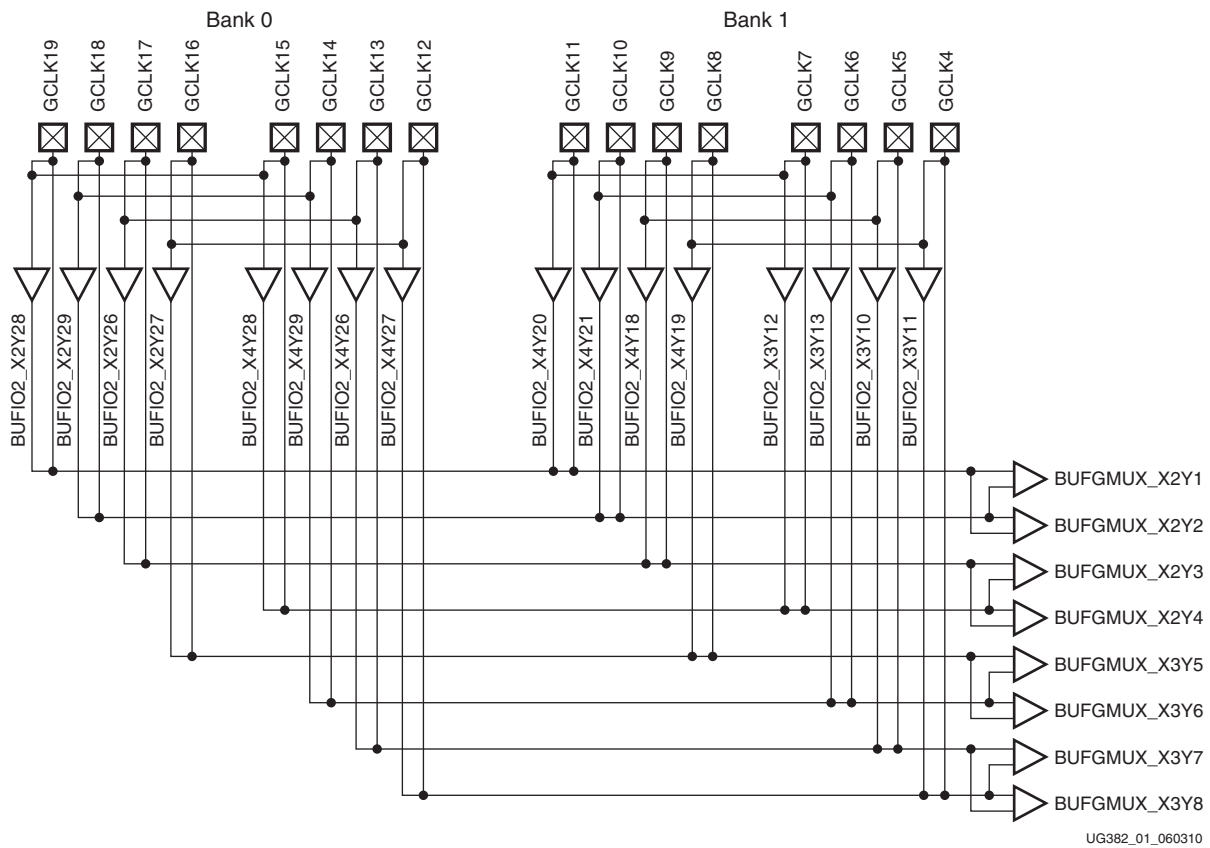 Bank 0
Bank 1
GCLK19
GCLK18
GCLK17
GCLK16
GCLK15
GCLK14
GCLK13
GCLK12
GCLK11
GCLK10
GCLK9
GCLK8
GCLK7
GCLK6
GCLK5
GCLK4
BUFIO2_X2Y28
BUFIO2_X2Y29
BUFIO2_X2Y26
BUFIO2_X2Y27
BUFIO2_X4Y28
BUFIO2_X4Y29
BUFIO2_X4Y26
BUFIO2_X4Y27
BUFIO2_X4Y20
BUFIO2_X4Y21
BUFIO2_X4Y18
BUFIO2_X4Y19
BUFIO2_X3Y12
BUFIO2_X3Y13
BUFIO2_X3Y10
BUFIO2_X3Y11
BUFGMUX_X2Y1
BUFGMUX_X2Y2
BUFGMUX_X2Y3
BUFGMUX_X2Y4
BUFGMUX_X3Y5
BUFGMUX_X3Y6
BUFGMUX_X3Y7
BUFGMUX_X3Y8
UG382_01_060310